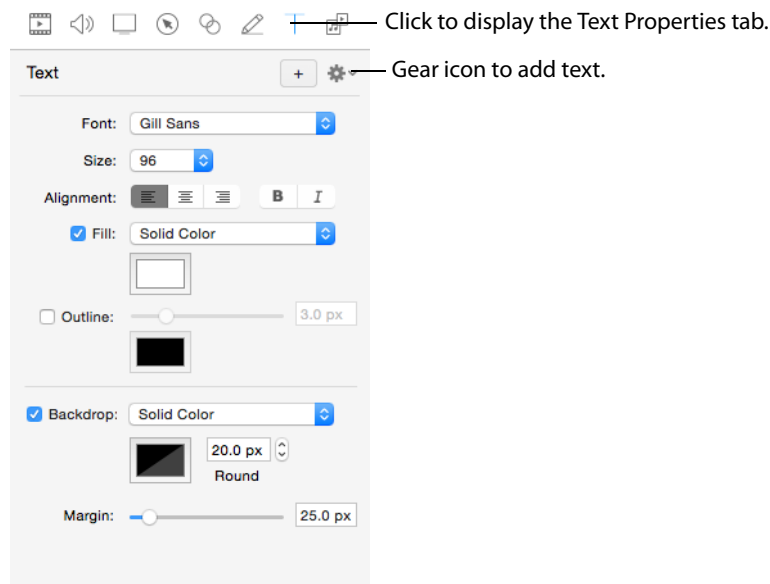 Click to display the Text Properties tab.
Text + Gear icon to add text.
Font: Gill Sans
Size: 96
Alignment: B I
Fill: Solid Color
Outline: 3.0 px
Backdrop: Solid Color
20.0 px
Round
Margin: 25.0 px